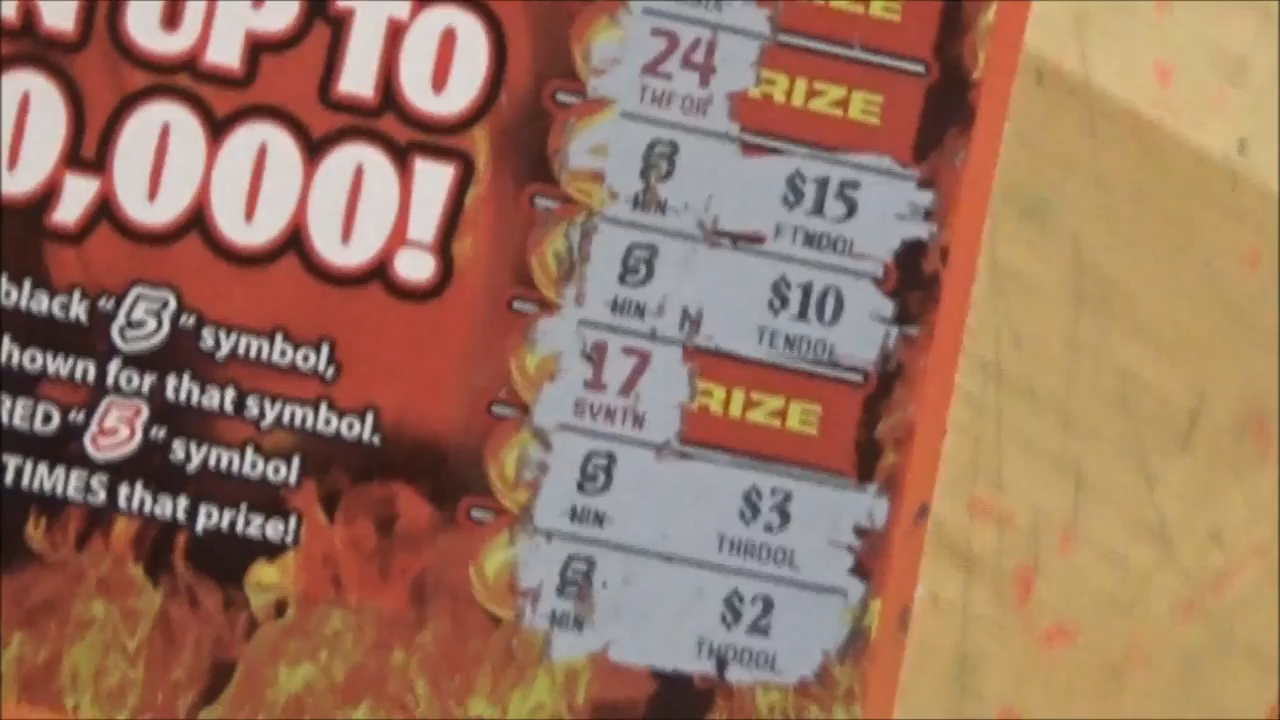 UP TO
0,000!
black "5" symbol,
hown for that symbol.
RED "5" symbol
TIMES that prize!
24
TWFOR
RIZE
5
WIN
$15
FTNDOL
5
WIN
$10
TENDOL
17
SVNTN
RIZE
5
WIN
$3
THRDOL
5
WIN
$2
TWODOL